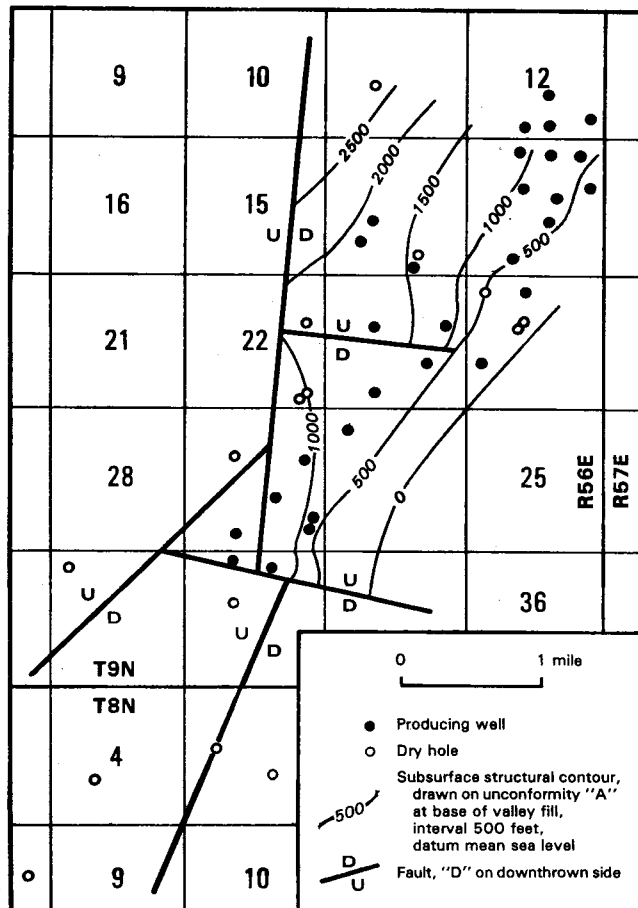 9
10
12
2500
2000
1500
1000
500
16
15
U D
21
22
U
D
1000
500
0
28
25
R56E
R57E
U
D
U
D
U
D
36
T9N
T8N
4
9
10
0 1 mile
Producing well
Dry hole
500
Subsurface structural contour,
drawn on unconformity "A"
at base of valley fill,
interval 500 feet,
datum mean sea level
D
U
Fault, "D" on downthrown side